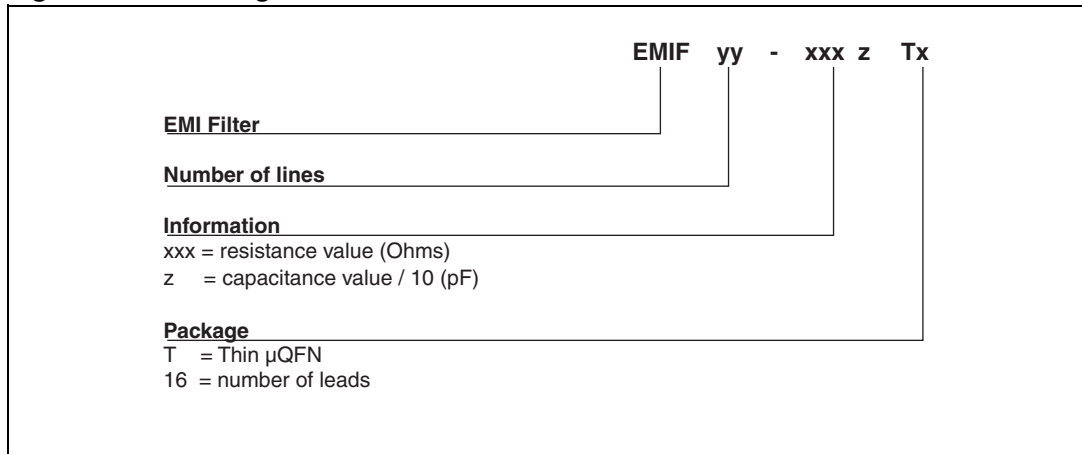 EMIF yy - xxx z Tx
EMI Filter
Number of lines
Information
xxx = resistance value (Ohms)
z = capacitance value / 10 (pF)
Package
T = Thin µQFN
16 = number of leads